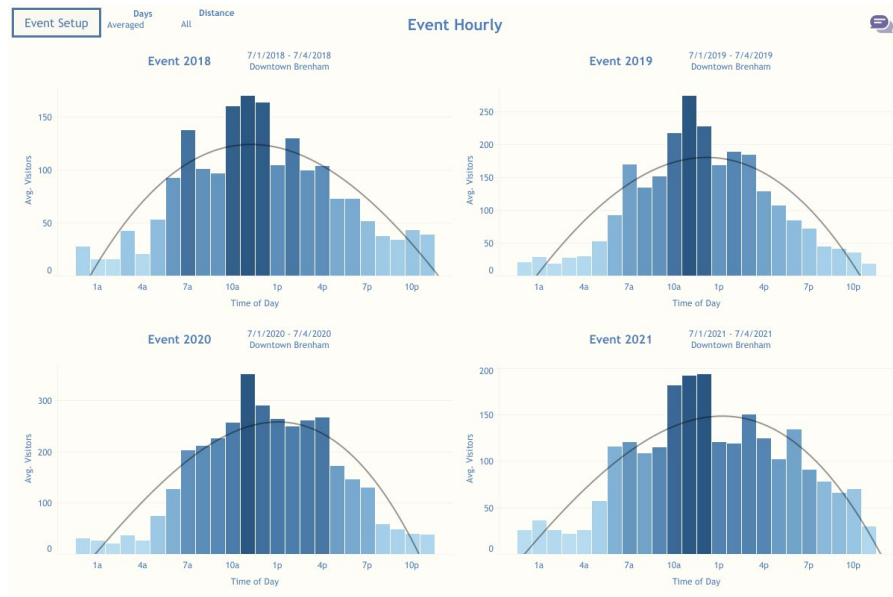 Event Setup
Days
Averaged
Distance
All
Event Hourly
Event 2018
7/1/2018 - 7/4/2018
Downtown Brenham
Avg. Visitors
150
100
50
0
1a 4a 7a 10a 1p 4p 7p 10p
Time of Day
Event 2019
7/1/2019 - 7/4/2019
Downtown Brenham
Avg. Visitors
250
200
150
100
50
0
1a 4a 7a 10a 1p 4p 7p 10p
Time of Day
Event 2020
7/1/2020 - 7/4/2020
Downtown Brenham
Avg. Visitors
300
200
100
0
1a 4a 7a 10a 1p 4p 7p 10p
Time of Day
Event 2021
7/1/2021 - 7/4/2021
Downtown Brenham
Avg. Visitors
200
150
100
50
0
1a 4a 7a 10a 1p 4p 7p 10p
Time of Day